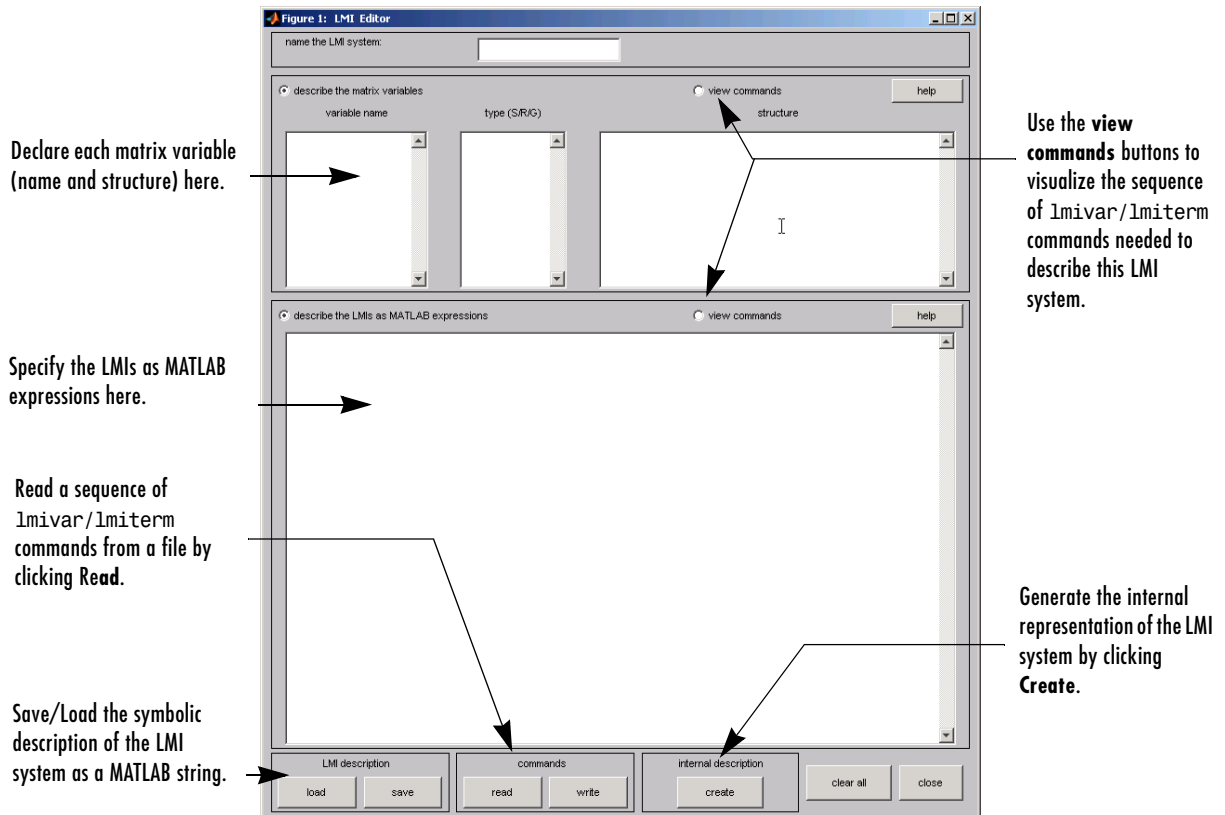 Figure 1: LMI Editor
name the LMI system:
describe the matrix variables
view commands
help
variable name
type (S/R/G)
structure
Declare each matrix variable
(name and structure) here.
Use the view
commands buttons to
visualize the sequence
of lmivar/lmiterm
commands needed to
describe this LMI
system.
describe the LMIs as MATLAB expressions
view commands
help
Specify the LMIs as MATLAB
expressions here.
Read a sequence of
lmivar/lmiterm
commands from a file by
clicking Read.
Generate the internal
representation of the LMI
system by clicking
Create.
Save/Load the symbolic
description of the LMI
system as a MATLAB string.
LMI description
load
save
commands
read
write
internal description
create
clear all
close